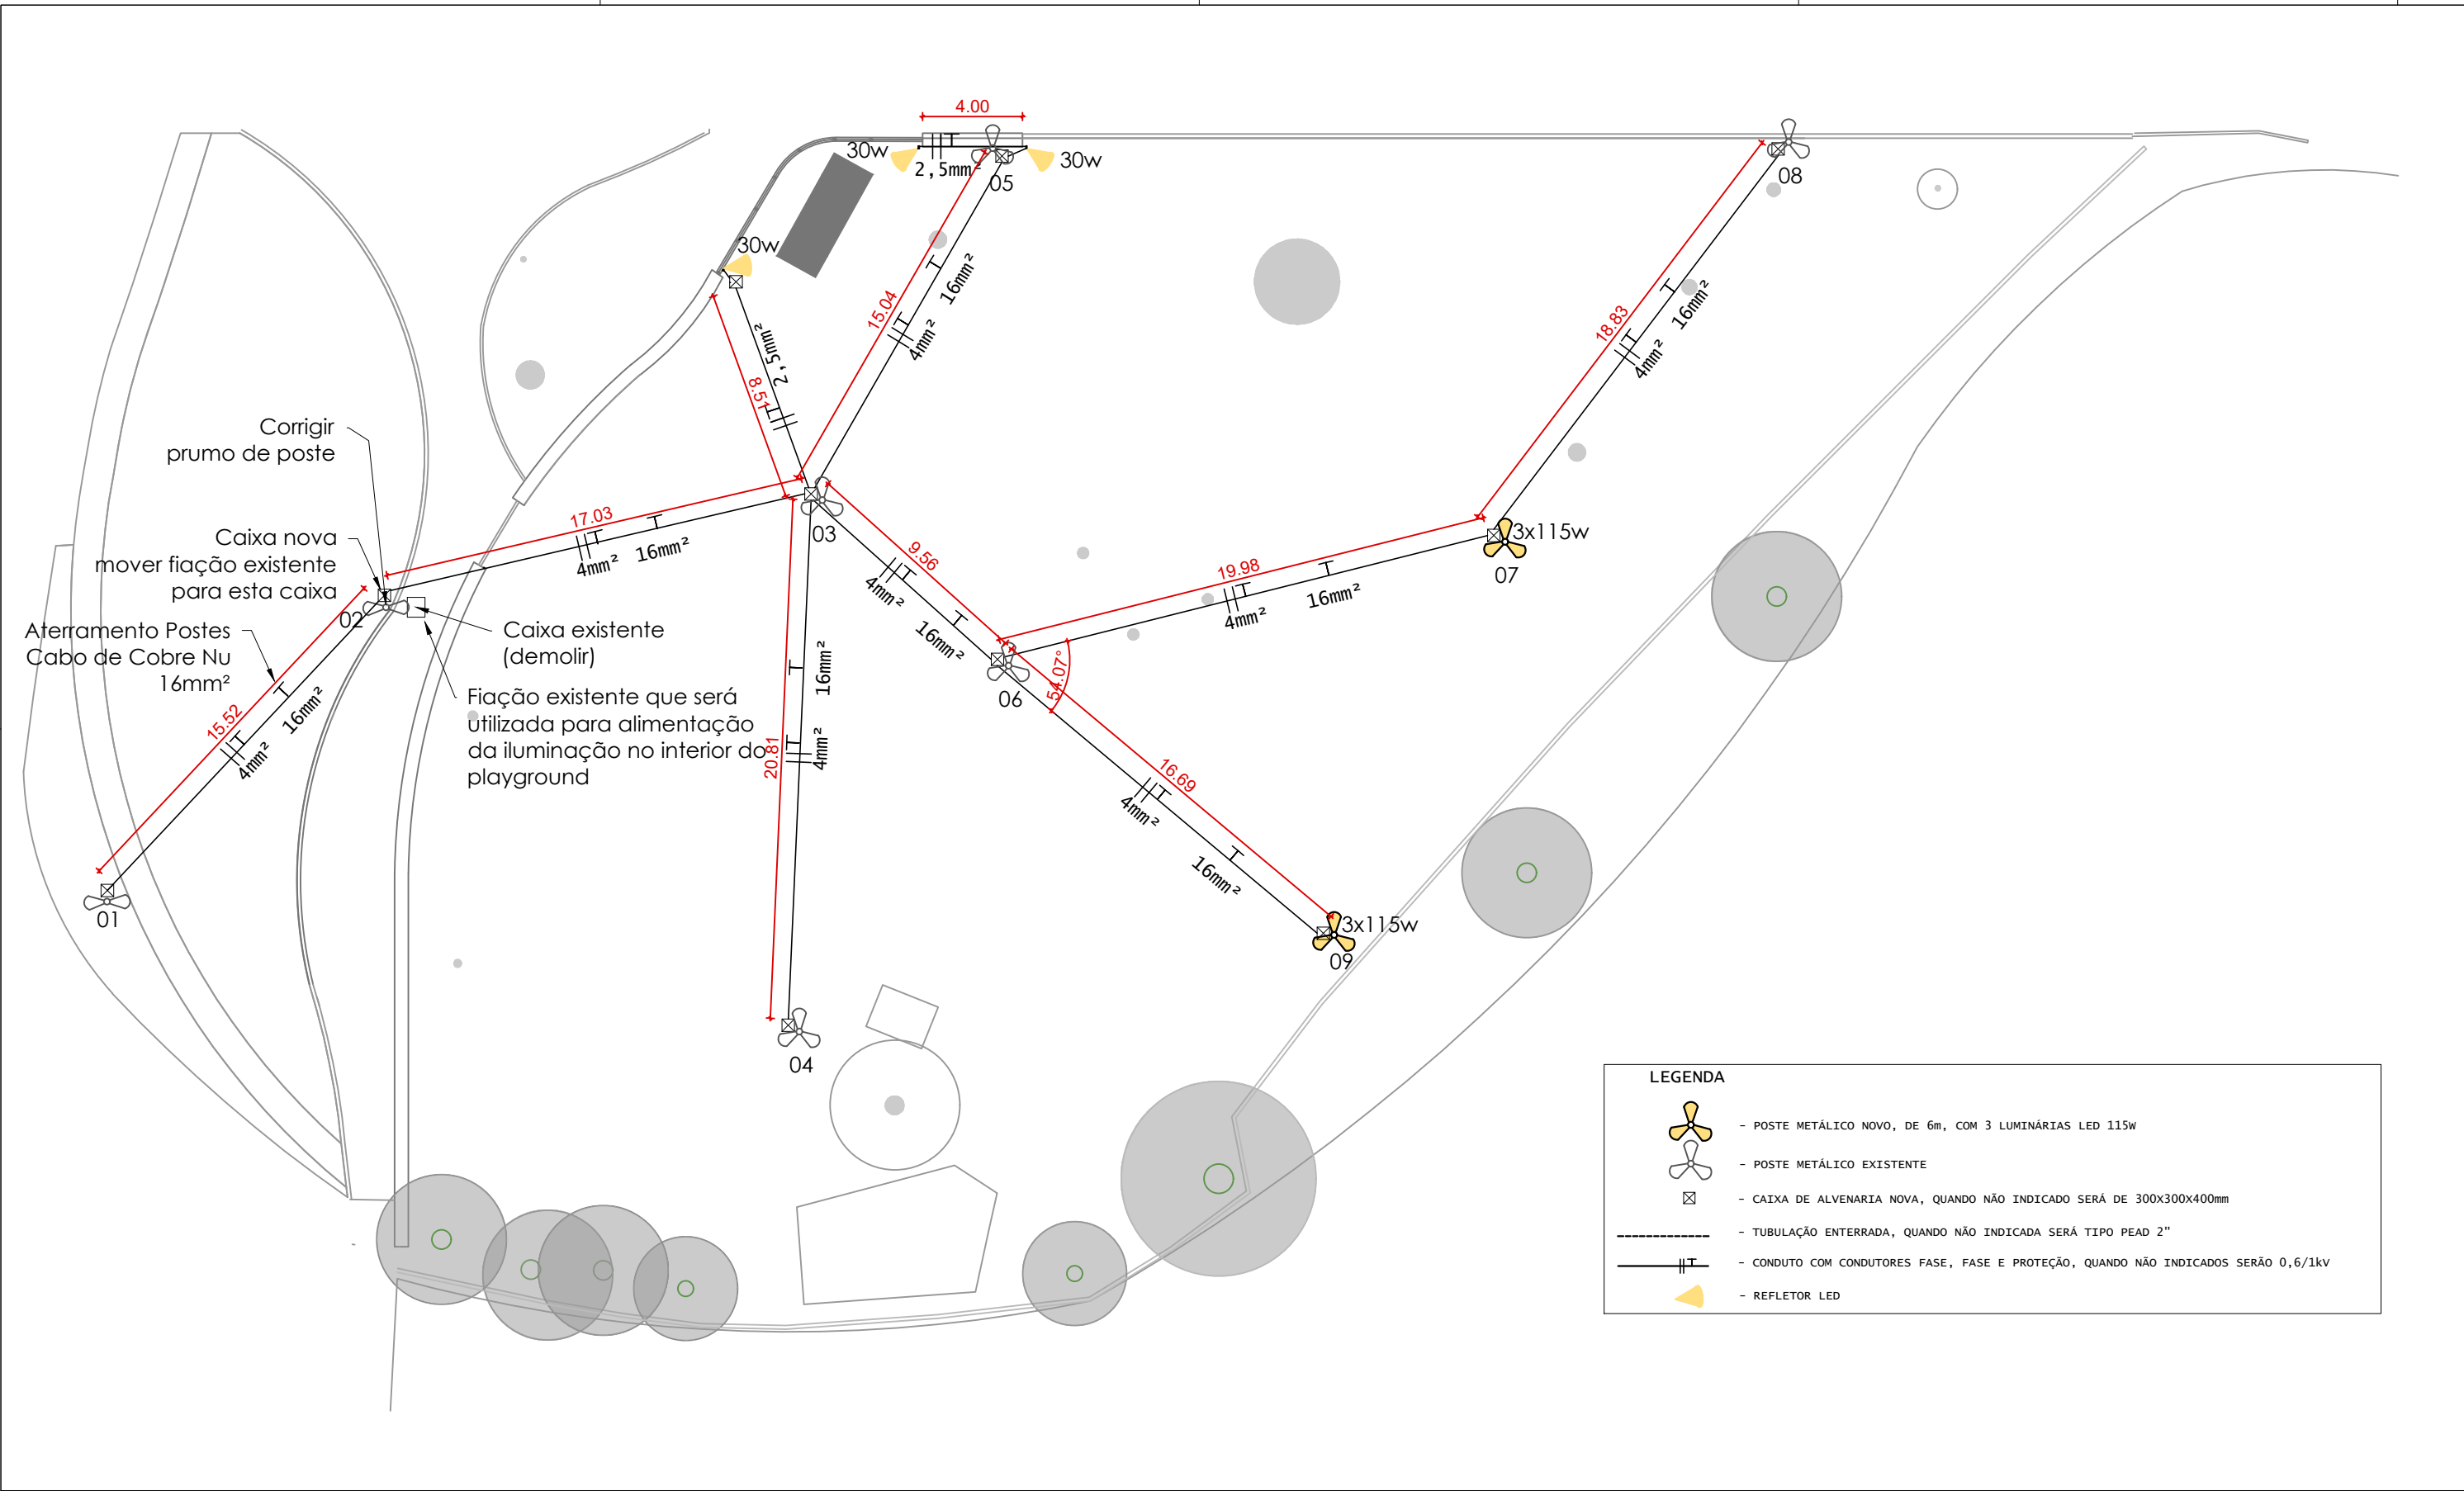 4.00
30w
30w
2,5mm²
05
08
30w
15.04
16mm²
4mm²
18.83
16mm²
4mm²
2,5mm²
8.51
Corrigir
prumo de poste
17.03
4mm²
16mm²
03
Caixa nova
mover fiação existente
para esta caixa
02
9.56
4mm²
16mm²
19.98
4mm²
16mm²
3x115w
07
Aterramento Postes
Cabo de Cobre Nu
16mm²
Caixa existente
(demolir)
Fiação existente que será
utilizada para alimentação
da iluminação no interior do
playground
15.52
16mm²
4mm²
01
20.81
16mm²
4mm²
04
06
54.07°
16.69
4mm²
16mm²
3x115w
09
LEGENDA
- POSTE METÁLICO NOVO, DE 6m, COM 3 LUMINÁRIAS LED 115W
- POSTE METÁLICO EXISTENTE
- CAIXA DE ALVENARIA NOVA, QUANDO NÃO INDICADO SERÁ DE 300X300X400mm
- TUBULAÇÃO ENTERRADA, QUANDO NÃO INDICADA SERÁ TIPO PEAD 2"
- CONDUTO COM CONDUTORES FASE, FASE E PROTEÇÃO, QUANDO NÃO INDICADOS SERÃO 0,6/1kV
- REFLETOR LED